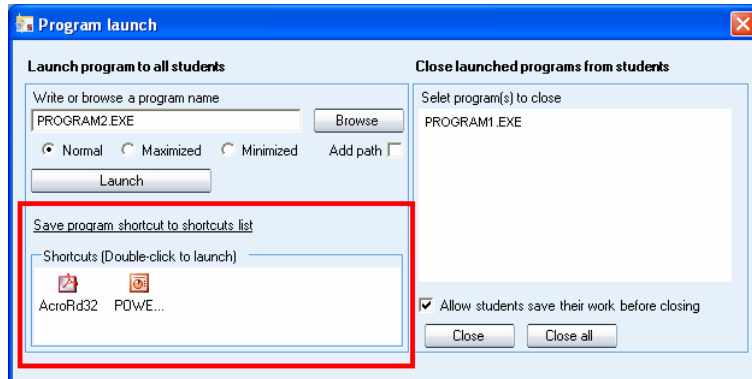 Program launch
Launch program to all students
Write or browse a program name
PROGRAM2.EXE
Browse
Normal Maximized Minimized Add path
Launch
Save program shortcut to shortcuts list
Shortcuts (Double-click to launch)
AcroRd32 POWE...
Close launched programs from students
Selet program(s) to close
PROGRAM1.EXE
Allow students save their work before closing
Close Close all